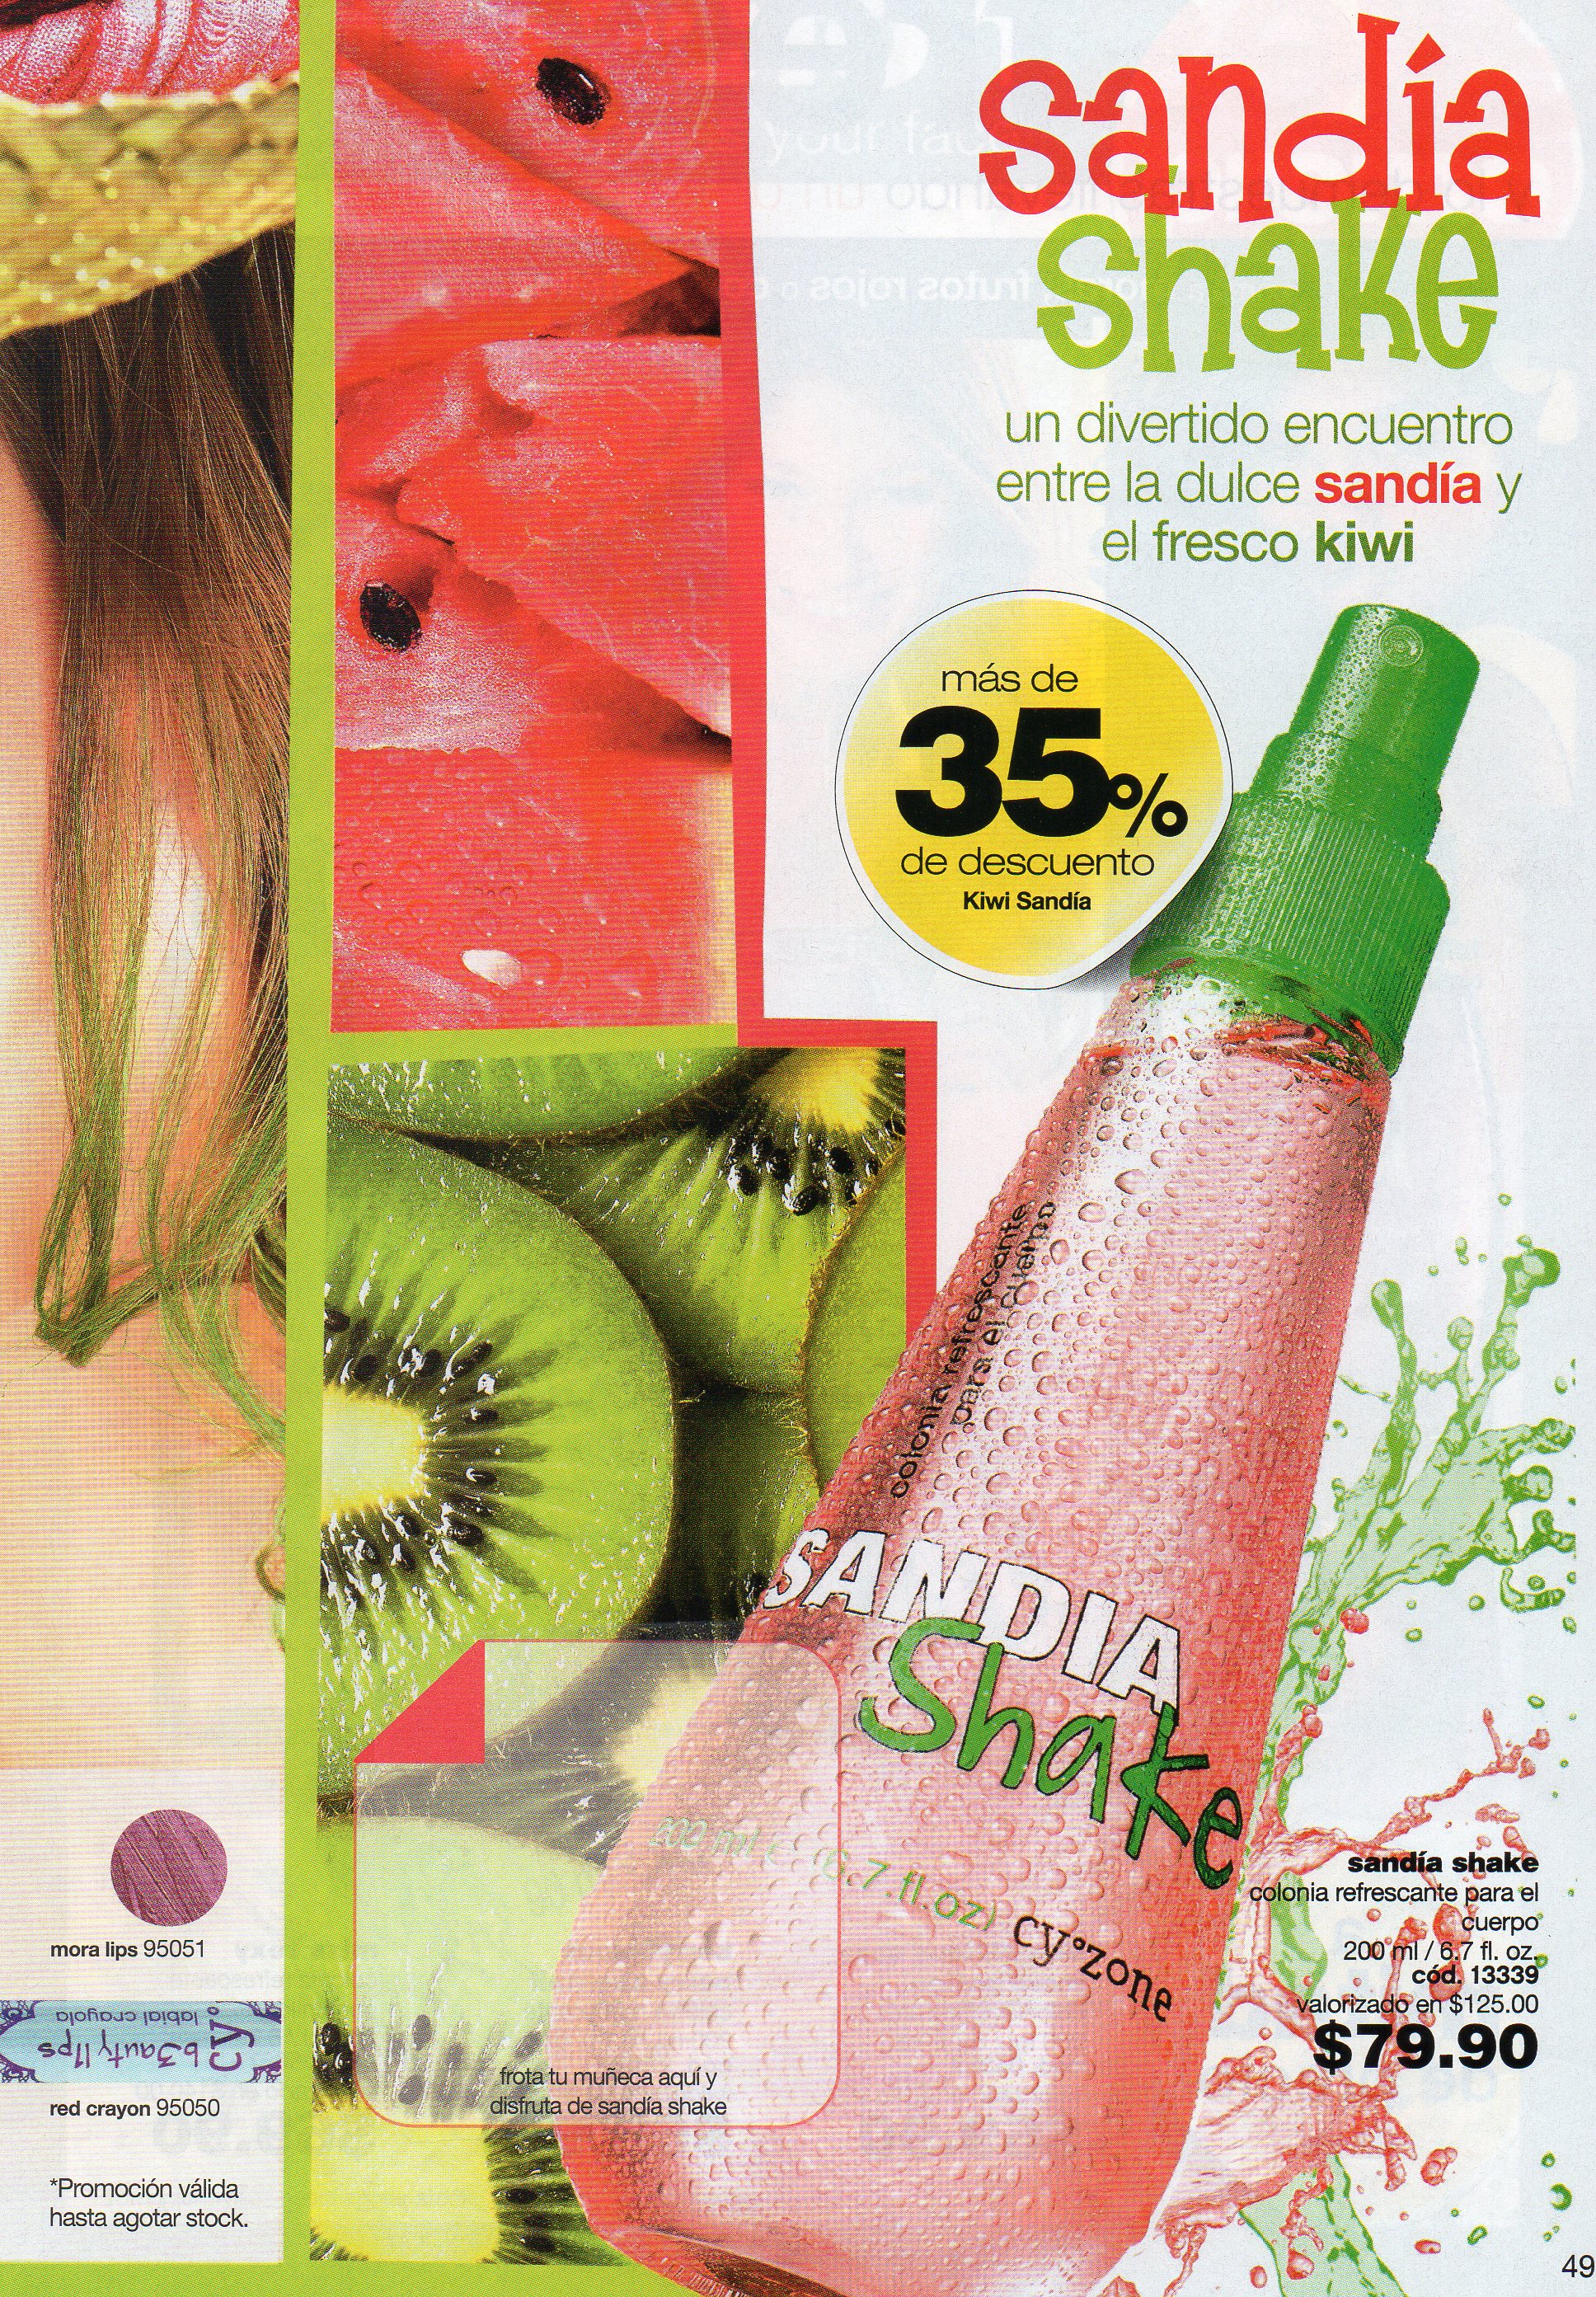 sandía
shake
un divertido encuentro
entre la dulce sandía y
el fresco kiwi
más de
35%
de descuento
Kiwi Sandía
colonia refrescante
para el cuerpo
SANDIA
Shake
200 ml e (6.7 fl.oz)
cy°zone
sandía shake
colonia refrescante para el
cuerpo
200 ml / 6.7 fl. oz.
cód. 13339
valorizado en $125.00
$79.90
frota tu muñeca aquí y
disfruta de sandía shake
mora lips 95051
cy°
b3auty llps
labial crayola
red crayon 95050
*Promoción válida
hasta agotar stock.
49